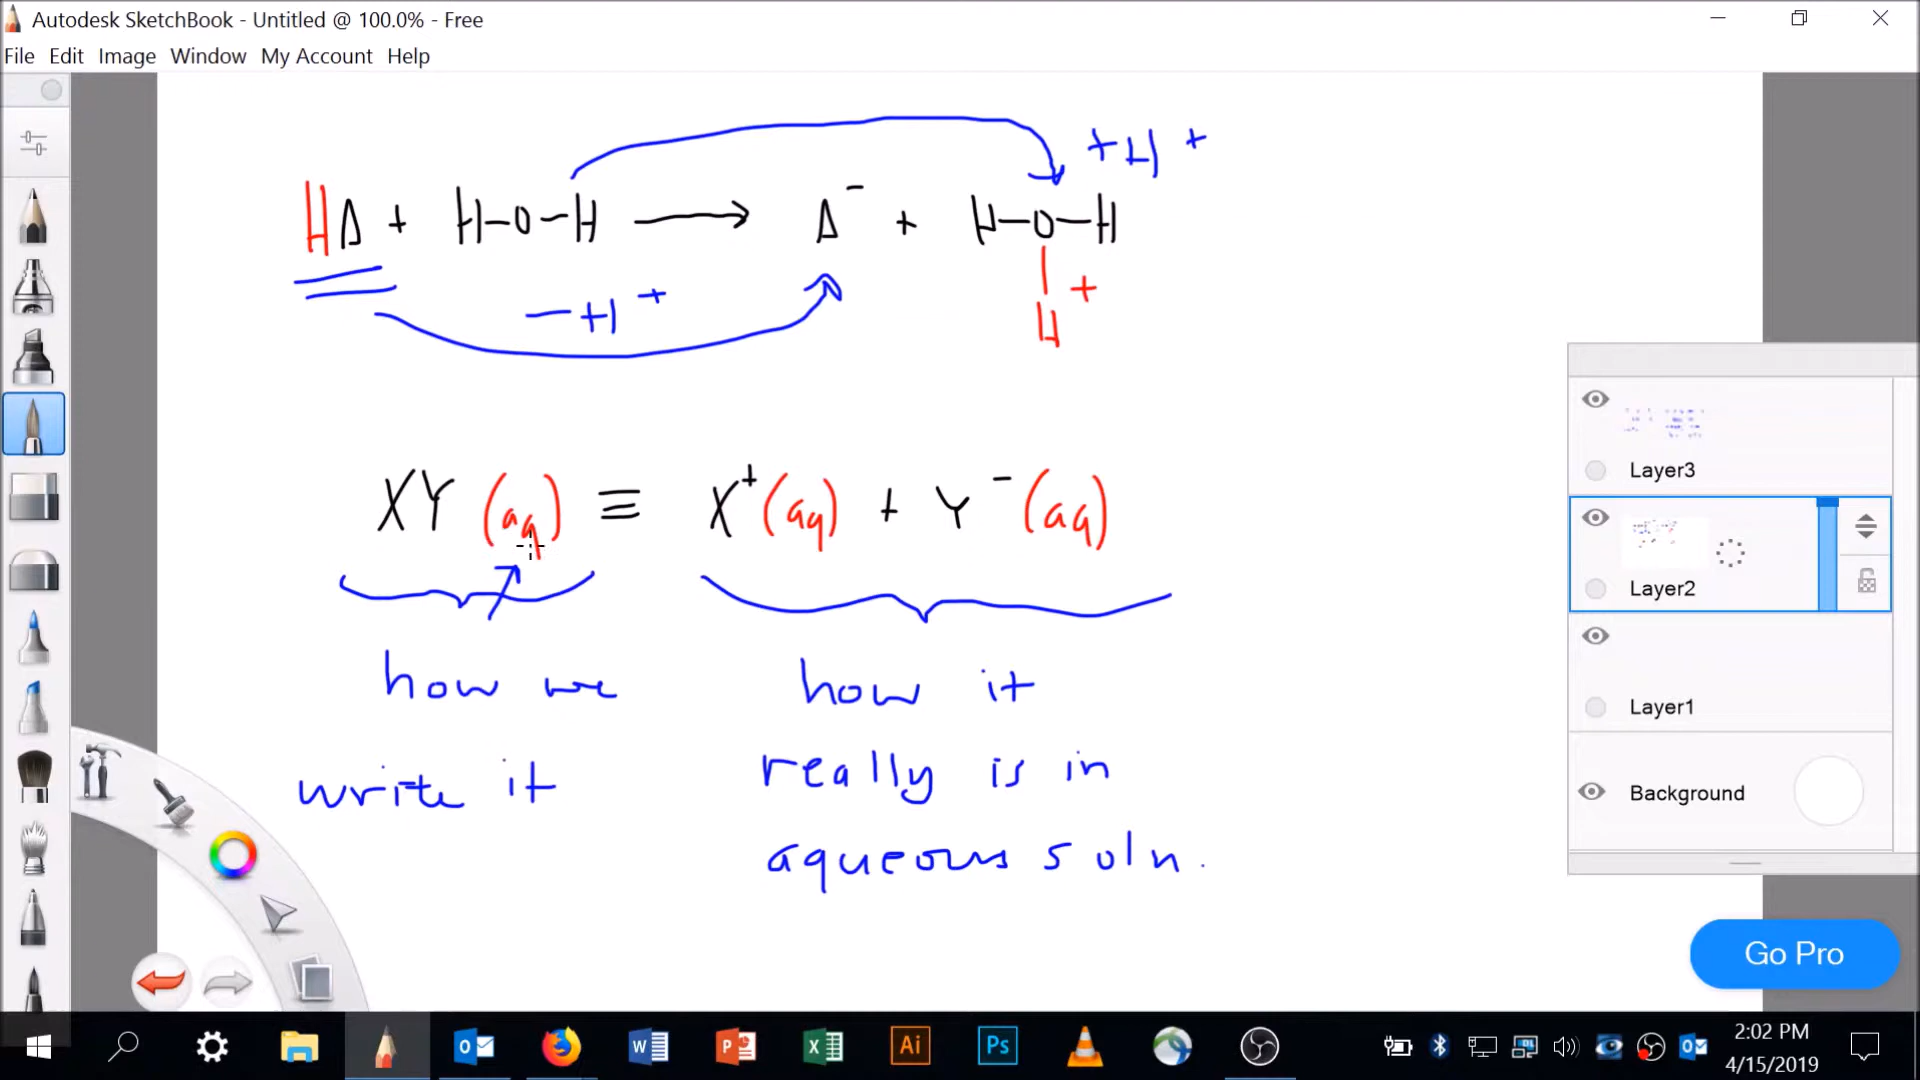 Autodesk SketchBook - Untitled @ 100.0% - Free
File Edit Image Window My Account Help
+H +
HA + H-O-H → A⁻ + H-O-H
+
-H +
H
XY (aq) ≡ X⁺(aq) + Y⁻(aq)
how we
write it
how it
really is in
aqueous soln.
Layer3
Layer2
Layer1
Background
Go Pro
2:02 PM
4/15/2019